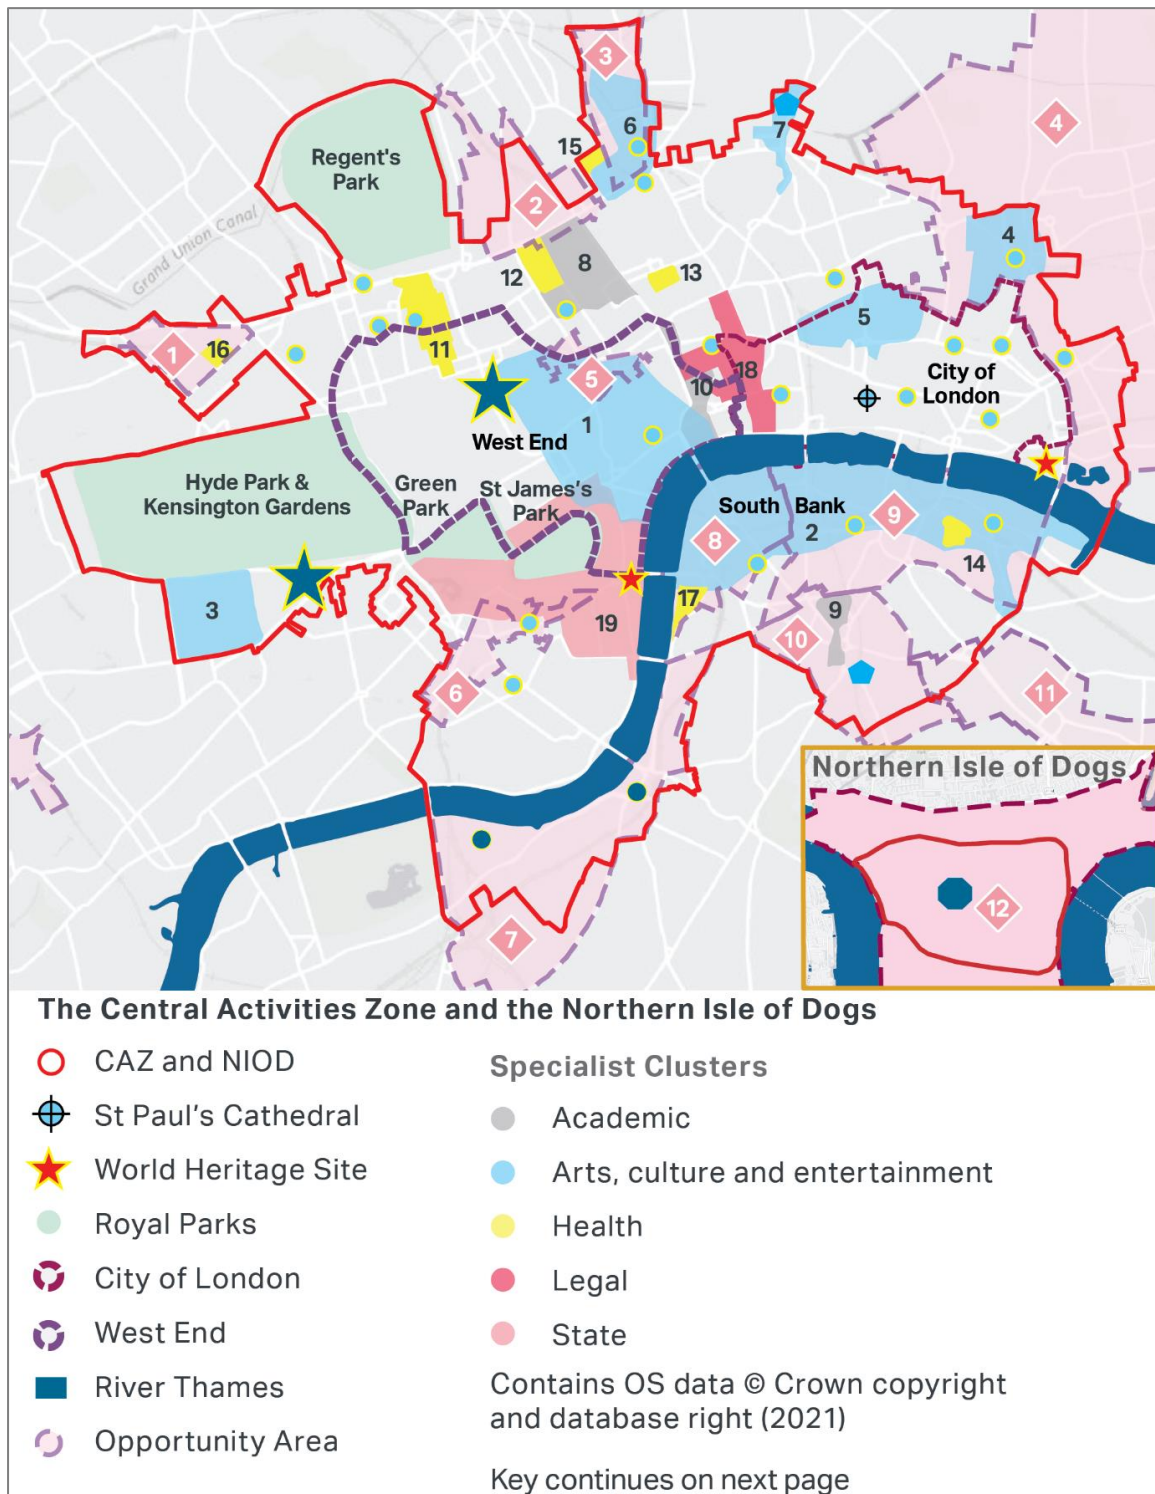 3
4
6
7
15
Regent's
Park
2
4
Grand Union Canal
12
8
13
5
1
16
11
5
10
18
City of
London
1
West End
Hyde Park &
Kensington Gardens
Green
Park
St James's
Park
South Bank
9
8
2
14
3
17
9
19
10
6
11
Northern Isle of Dogs
12
7
The Central Activities Zone and the Northern Isle of Dogs
CAZ and NIOD
St Paul's Cathedral
World Heritage Site
Royal Parks
City of London
West End
River Thames
Opportunity Area
Specialist Clusters
Academic
Arts, culture and entertainment
Health
Legal
State
Contains OS data © Crown copyright
and database right (2021)
Key continues on next page